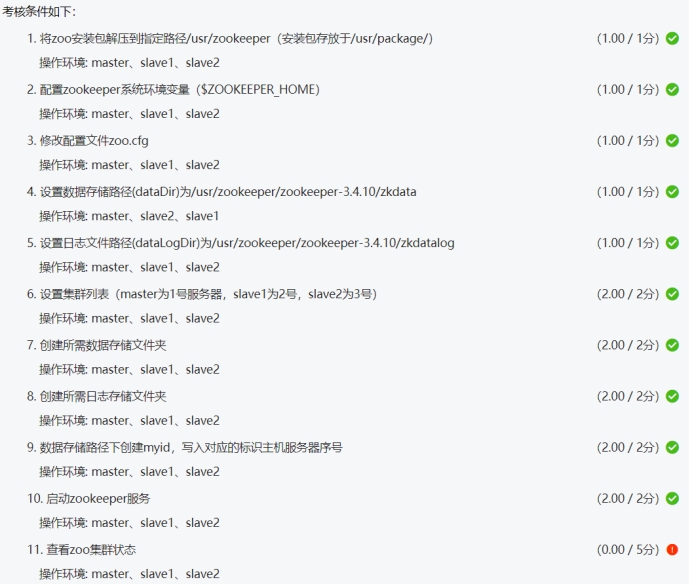 考核条件如下：
1. 将zoo安装包解压到指定路径/usr/zookeeper（安装包存放于/usr/package/） (1.00 / 1分)
操作环境: master、slave1、slave2
2. 配置zookeeper系统环境变量（$ZOOKEEPER_HOME） (1.00 / 1分)
操作环境: master、slave1、slave2
3. 修改配置文件zoo.cfg (1.00 / 1分)
操作环境: master、slave1、slave2
4. 设置数据存储路径(dataDir)为/usr/zookeeper/zookeeper-3.4.10/zkdata (1.00 / 1分)
操作环境: master、slave2、slave1
5. 设置日志文件路径(dataLogDir)为/usr/zookeeper/zookeeper-3.4.10/zkdatalog (1.00 / 1分)
操作环境: master、slave1、slave2
6. 设置集群列表（master为1号服务器，slave1为2号，slave2为3号） (2.00 / 2分)
操作环境: master、slave1、slave2
7. 创建所需数据存储文件夹 (2.00 / 2分)
操作环境: master、slave1、slave2
8. 创建所需日志存储文件夹 (2.00 / 2分)
操作环境: master、slave1、slave2
9. 数据存储路径下创建myid，写入对应的标识主机服务器序号 (2.00 / 2分)
操作环境: master、slave1、slave2
10. 启动zookeeper服务 (2.00 / 2分)
操作环境: master、slave1、slave2
11. 查看zoo集群状态 (0.00 / 5分)
操作环境: master、slave1、slave2